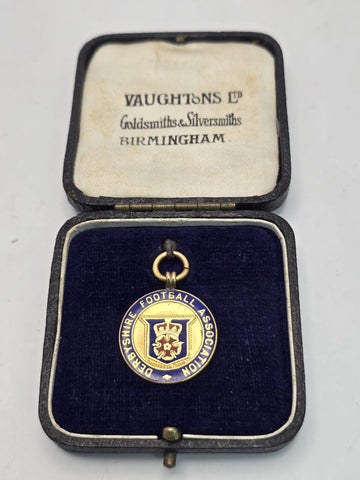 VAUGHTONS LTD
Goldsmiths & Silversmiths
BIRMINGHAM.
DERBYSHIRE FOOTBALL ASSOCIATION